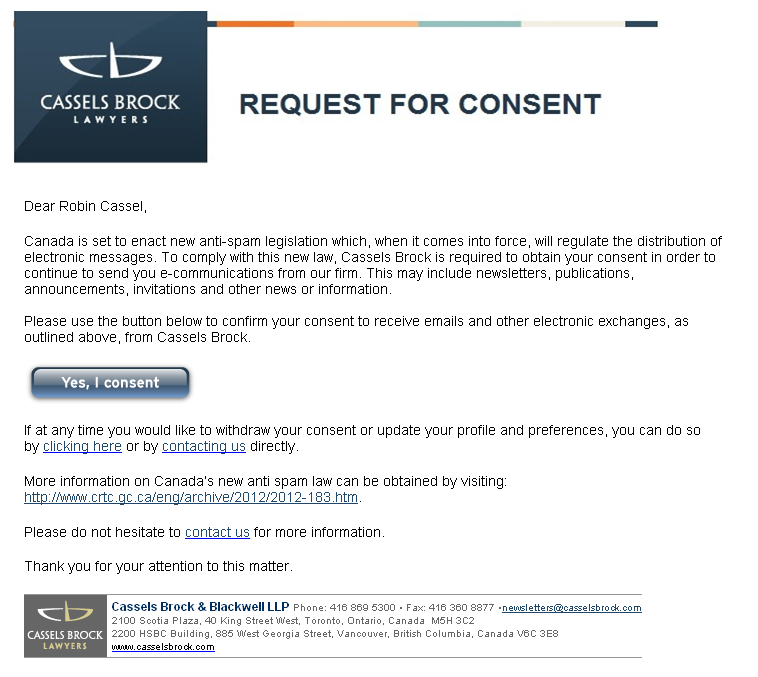 CASSELS BROCK
LAWYERS
REQUEST FOR CONSENT
Dear Robin Cassel,
Canada is set to enact new anti-spam legislation which, when it comes into force, will regulate the distribution of
electronic messages. To comply with this new law, Cassels Brock is required to obtain your consent in order to
continue to send you e-communications from our firm. This may include newsletters, publications,
announcements, invitations and other news or information.
Please use the button below to confirm your consent to receive emails and other electronic exchanges, as
outlined above, from Cassels Brock.
Yes, I consent
If at any time you would like to withdraw your consent or update your profile and preferences, you can do so
by clicking here or by contacting us directly.
More information on Canada's new anti spam law can be obtained by visiting:
http://www.crtc.gc.ca/eng/archive/2012/2012-183.htm.
Please do not hesitate to contact us for more information.
Thank you for your attention to this matter.
CASSELS BROCK
LAWYERS
Cassels Brock & Blackwell LLP Phone: 416 869 5300 • Fax: 416 360 8877 •newsletters@casselsbrock.com
2100 Scotia Plaza, 40 King Street West, Toronto, Ontario, Canada M5H 3C2
2200 HSBC Building, 885 West Georgia Street, Vancouver, British Columbia, Canada V6C 3E8
www.casselsbrock.com